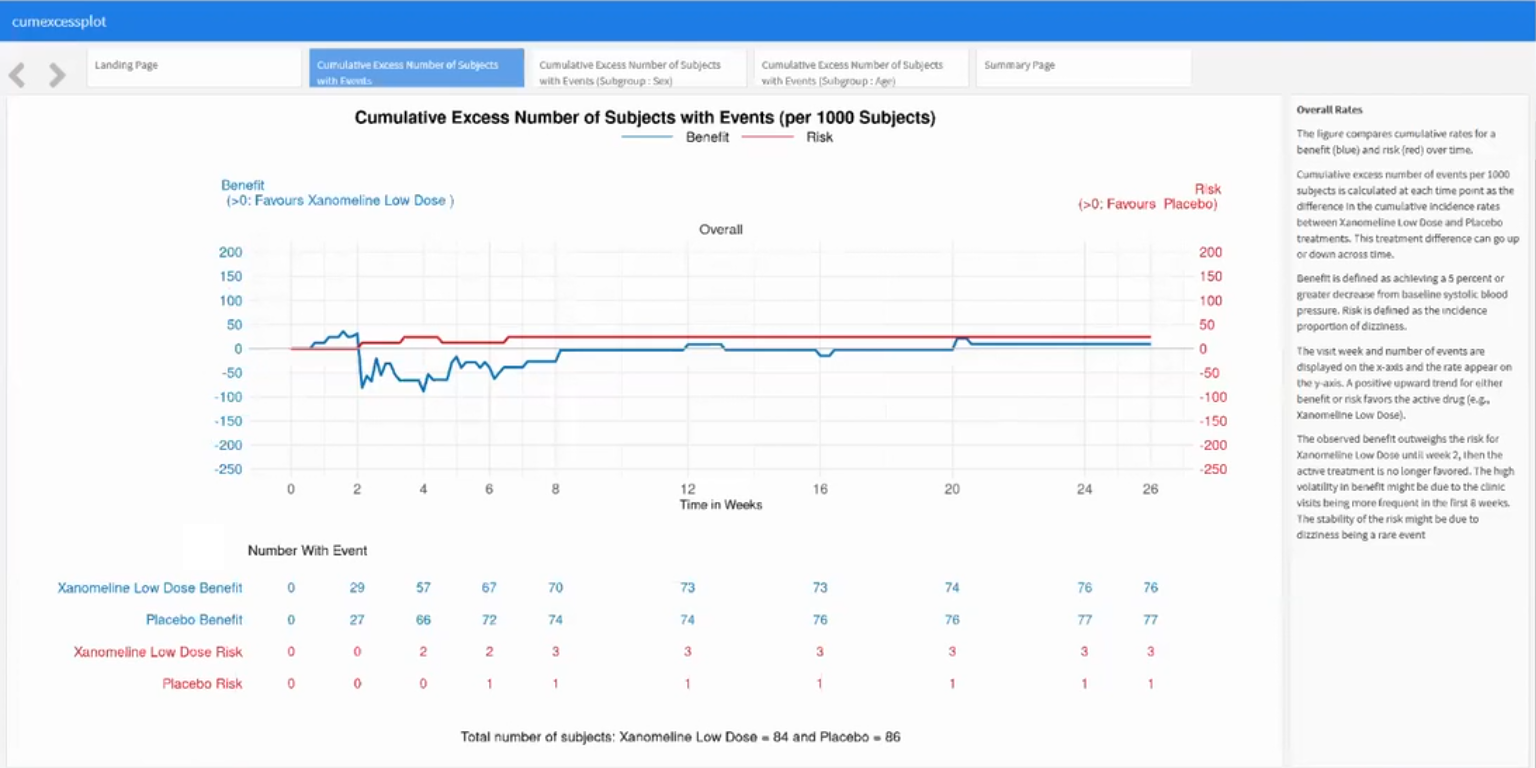 cumexcessplot
Landing Page
Cumulative Excess Number of Subjects
with Events
Cumulative Excess Number of Subjects
with Events (Subgroup : Sex)
Cumulative Excess Number of Subjects
with Events (Subgroup : Age)
Summary Page
Cumulative Excess Number of Subjects with Events (per 1000 Subjects)
Benefit Risk
Benefit
(>0: Favours Xanomeline Low Dose )
Risk
(>0: Favours Placebo)
Overall
200 200
150 150
100 100
50 50
0 0
-50 -50
-100 -100
-150 -150
-200 -200
-250 -250
0 2 4 6 8 12 16 20 24 26
Time in Weeks
Number With Event
Xanomeline Low Dose Benefit 0 29 57 67 70 73 73 74 76 76
Placebo Benefit 0 27 66 72 74 74 76 76 77 77
Xanomeline Low Dose Risk 0 0 2 2 3 3 3 3 3 3
Placebo Risk 0 0 0 1 1 1 1 1 1 1
Total number of subjects: Xanomeline Low Dose = 84 and Placebo = 86
Overall Rates
The figure compares cumulative rates for a
benefit (blue) and risk (red) over time.
Cumulative excess number of events per 1000
subjects is calculated at each time point as the
difference in the cumulative incidence rates
between Xanomeline Low Dose and Placebo
treatments. This treatment difference can go up
or down across time.
Benefit is defined as achieving a 5 percent or
greater decrease from baseline systolic blood
pressure. Risk is defined as the incidence
proportion of dizziness.
The visit week and number of events are
displayed on the x-axis and the rate appear on
the y-axis. A positive upward trend for either
benefit or risk favors the active drug (e.g.,
Xanomeline Low Dose).
The observed benefit outweighs the risk for
Xanomeline Low Dose until week 2, then the
active treatment is no longer favored. The high
volatility in benefit might be due to the clinic
visits being more frequent in the first 8 weeks.
The stability of the risk might be due to
dizziness being a rare event